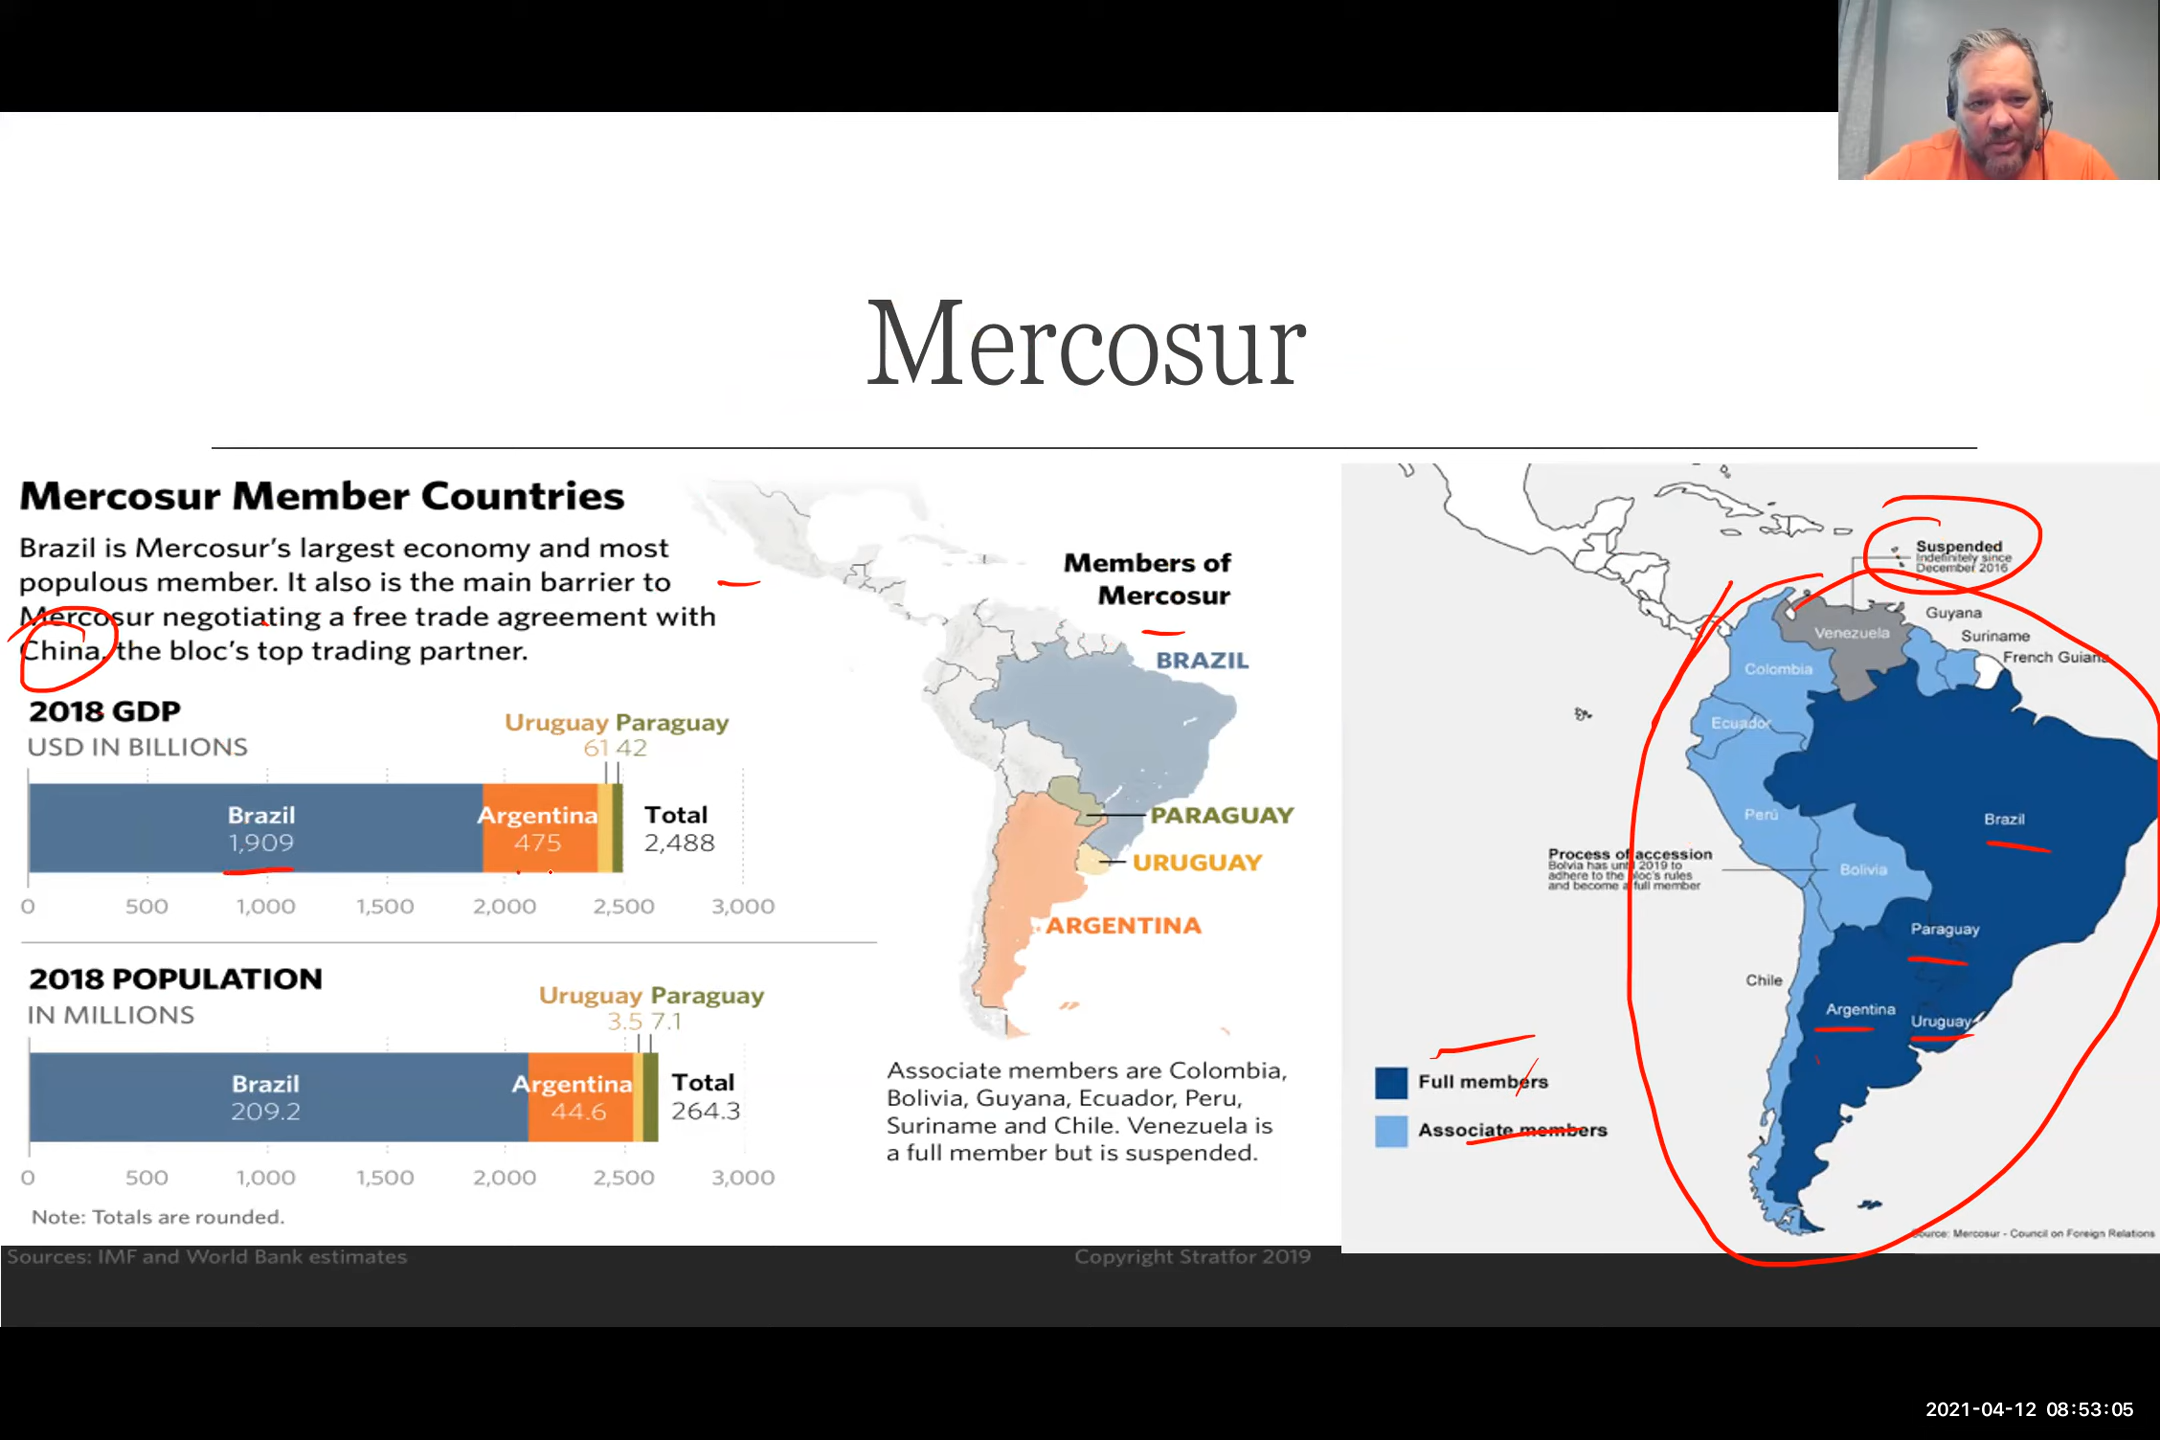 Mercosur
Mercosur Member Countries
Brazil is Mercosur's largest economy and most
populous member. It also is the main barrier to
Mercosur negotiating a free trade agreement with
China, the bloc's top trading partner.
2018 GDP
USD IN BILLIONS
Uruguay Paraguay
61 42
Brazil
1,909
Argentina
475
Total
2,488
0 500 1,000 1,500 2,000 2,500 3,000
2018 POPULATION
IN MILLIONS
Uruguay Paraguay
3.5 7.1
Brazil
209.2
Argentina
44.6
Total
264.3
0 500 1,000 1,500 2,000 2,500 3,000
Note: Totals are rounded.
Sources: IMF and World Bank estimates
Members of
Mercosur
BRAZIL
PARAGUAY
URUGUAY
ARGENTINA
Associate members are Colombia,
Bolivia, Guyana, Ecuador, Peru,
Suriname and Chile. Venezuela is
a full member but is suspended.
Copyright Stratfor 2019
Suspended
Indefinitely since
December 2016
Guyana
Suriname
French Guiana
Venezuela
Colombia
Ecuador
Perú
Brazil
Process of accession
Bolvia has until 2019 to
adhere to the bloc's rules
and become a full member
Bolivia
Paraguay
Chile
Argentina
Uruguay
Full members
Associate members
Source: Mercosur - Council on Foreign Relations
2021-04-12 08:53:05